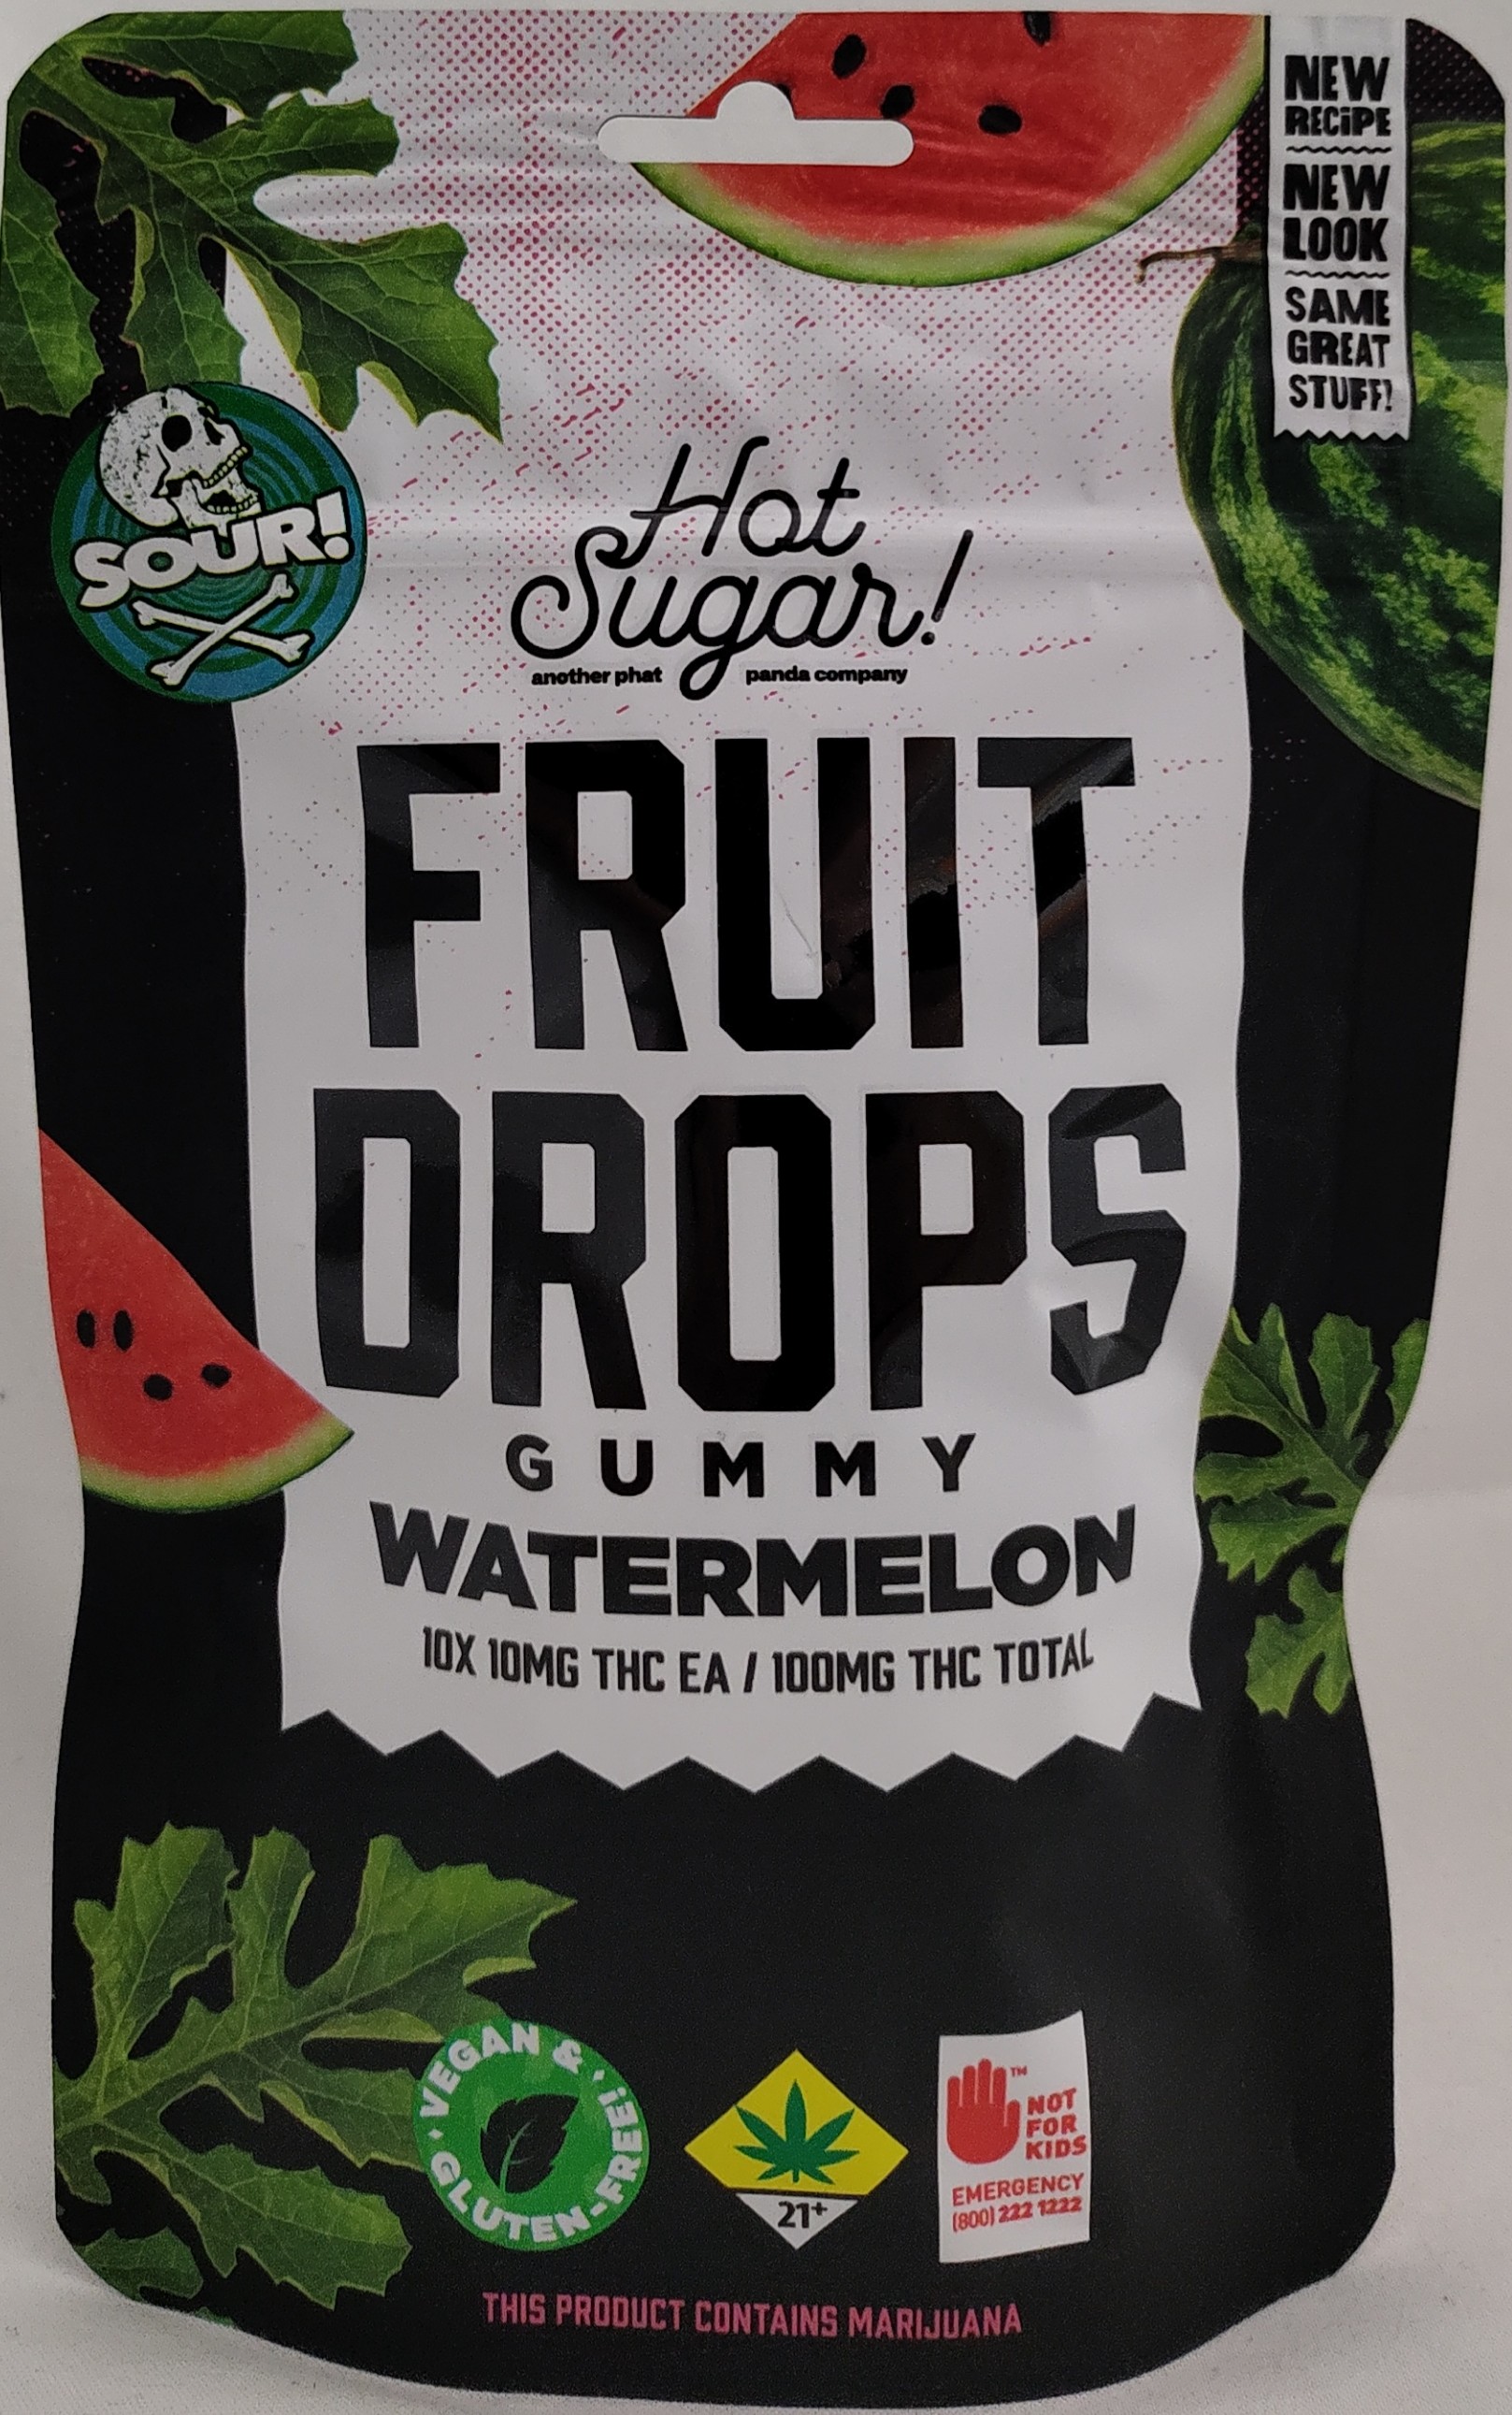 NEW
RECiPE
NEW
LOOK
SAME
GREAT
STUFF!
SOUR!
Hot
Sugar!
another phat panda company
FRUIT
DROPS
GUMMY
WATERMELON
10X 10MG THC EA / 100MG THC TOTAL
VEGAN &
GLUTEN-FREE!
21+
™
NOT
FOR
KIDS
EMERGENCY
(800) 222 1222
THIS PRODUCT CONTAINS MARIJUANA